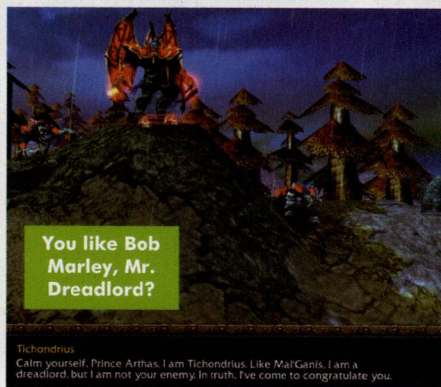 You like Bob
Marley, Mr.
Dreadlord?
Tichondrius
Calm yourself, Prince Arthas. I am Tichondrius. Like Mal'Ganis, I am a
dreadlord, but I am not your enemy. In truth, I've come to congratulate you.